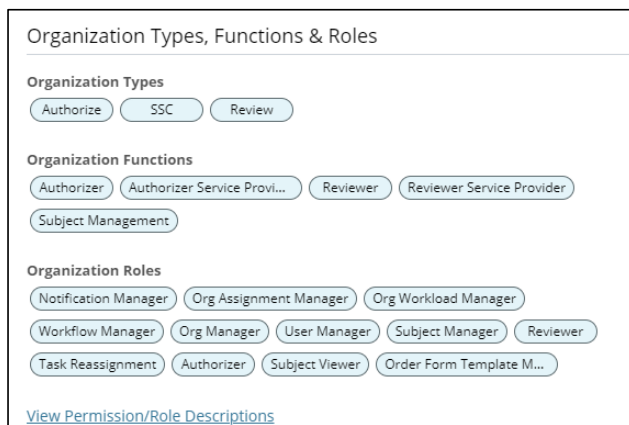 Organization Types, Functions & Roles
Organization Types
Authorize SSC Review
Organization Functions
Authorizer Authorizer Service Provi... Reviewer Reviewer Service Provider
Subject Management
Organization Roles
Notification Manager Org Assignment Manager Org Workload Manager
Workflow Manager Org Manager User Manager Subject Manager Reviewer
Task Reassignment Authorizer Subject Viewer Order Form Template M...
View Permission/Role Descriptions